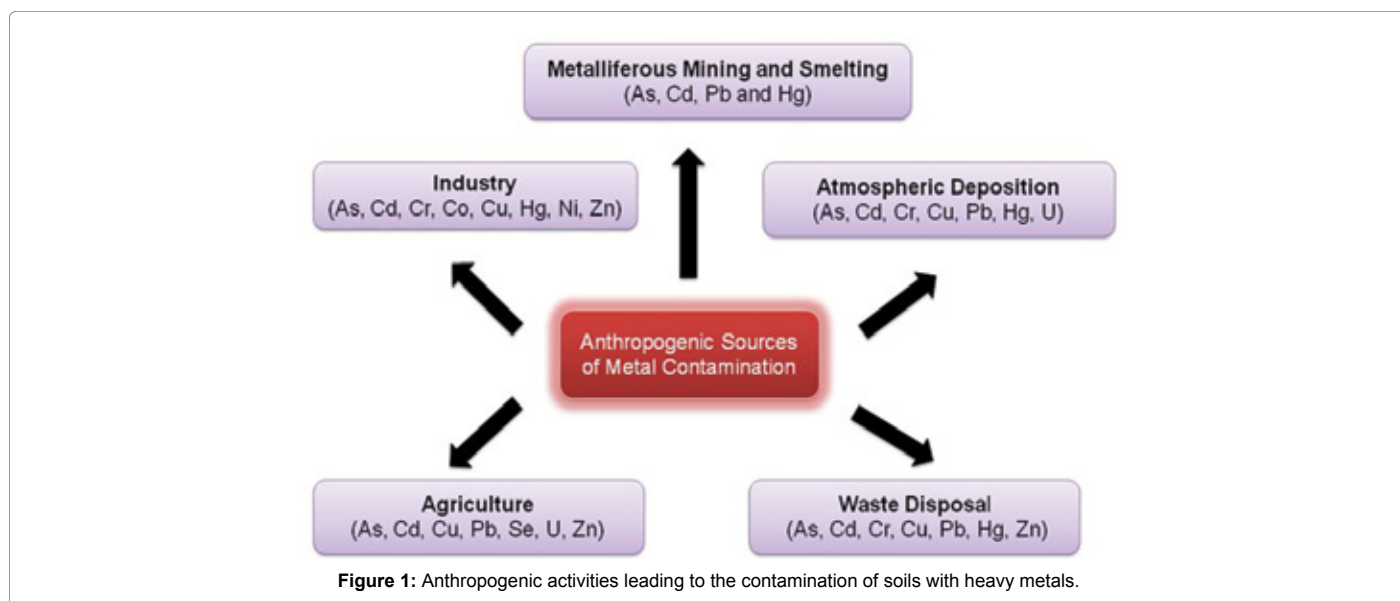 Metalliferous Mining and Smelting
(As, Cd, Pb and Hg)
Industry
(As, Cd, Cr, Co, Cu, Hg, Ni, Zn)
Atmospheric Deposition
(As, Cd, Cr, Cu, Pb, Hg, U)
Anthropogenic Sources
of Metal Contamination
Agriculture
(As, Cd, Cu, Pb, Se, U, Zn)
Waste Disposal
(As, Cd, Cr, Cu, Pb, Hg, Zn)
Figure 1: Anthropogenic activities leading to the contamination of soils with heavy metals.